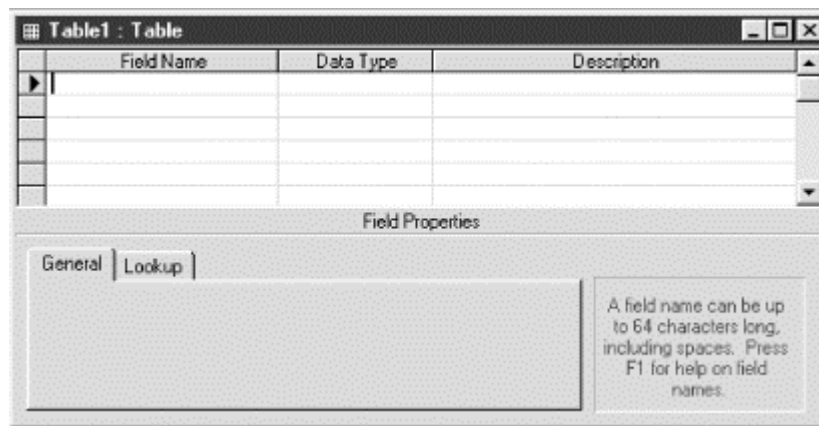 Table1 : Table
Field Name Data Type Description
Field Properties
General Lookup
A field name can be up
to 64 characters long,
including spaces. Press
F1 for help on field
names.